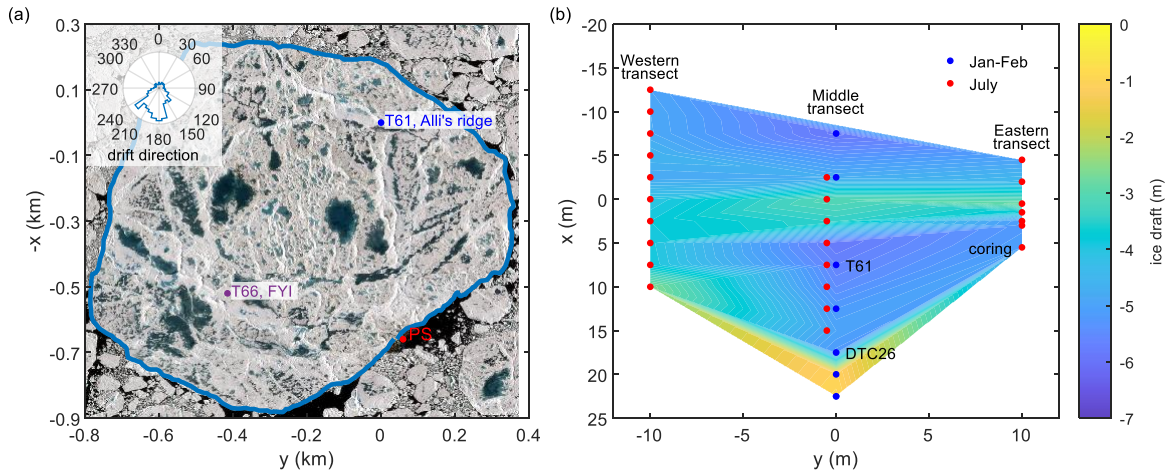 (a)
0.3
0.1
-0.1
-0.3
-0.5
-0.7
-0.9
-x (km)
-0.8
-0.6
-0.4
-0.2
0
0.2
0.4
y (km)
0
30
60
90
120
150
180
210
240
270
300
330
drift direction
T61, Alli's ridge
T66, FYI
PS
(b)
-20
-15
-10
-5
0
5
10
15
20
25
x (m)
-10
-5
0
5
10
y (m)
Western
transect
Middle
transect
Eastern
transect
Jan-Feb
July
T61
DTC26
coring
0
-1
-2
-3
-4
-5
-6
-7
ice draft (m)